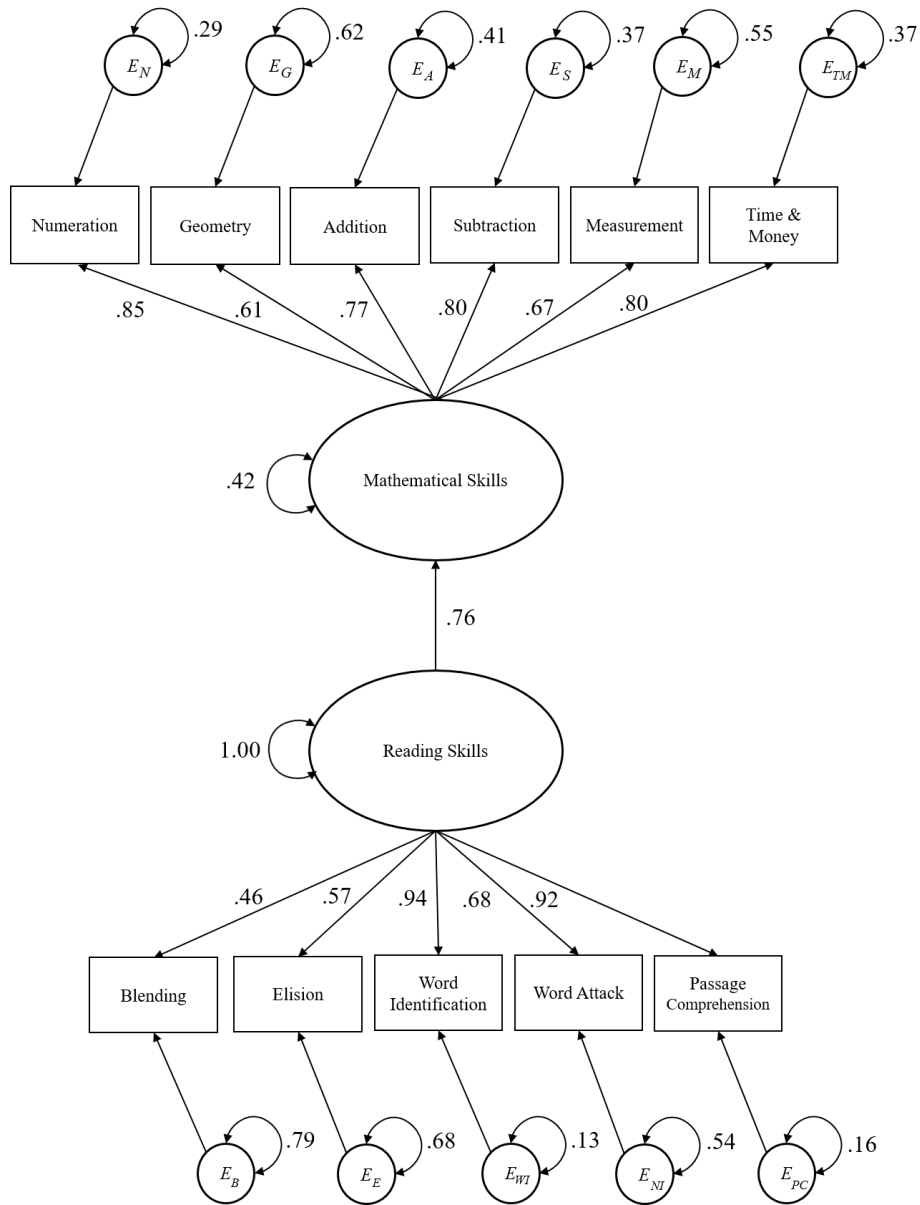 .29 .62 .41 .37 .55 .37
E_N E_G E_A E_S E_M E_TM
Numeration
Geometry
Addition
Subtraction
Measurement
Time &
Money
.85 .61 .77 .80 .67 .80
.42
Mathematical Skills
.76
1.00
Reading Skills
.46 .57 .94 .68 .92
Blending
Elision
Word
Identification
Word Attack
Passage
Comprehension
.79 .68 .13 .54 .16
E_B E_E E_WI E_NI E_PC